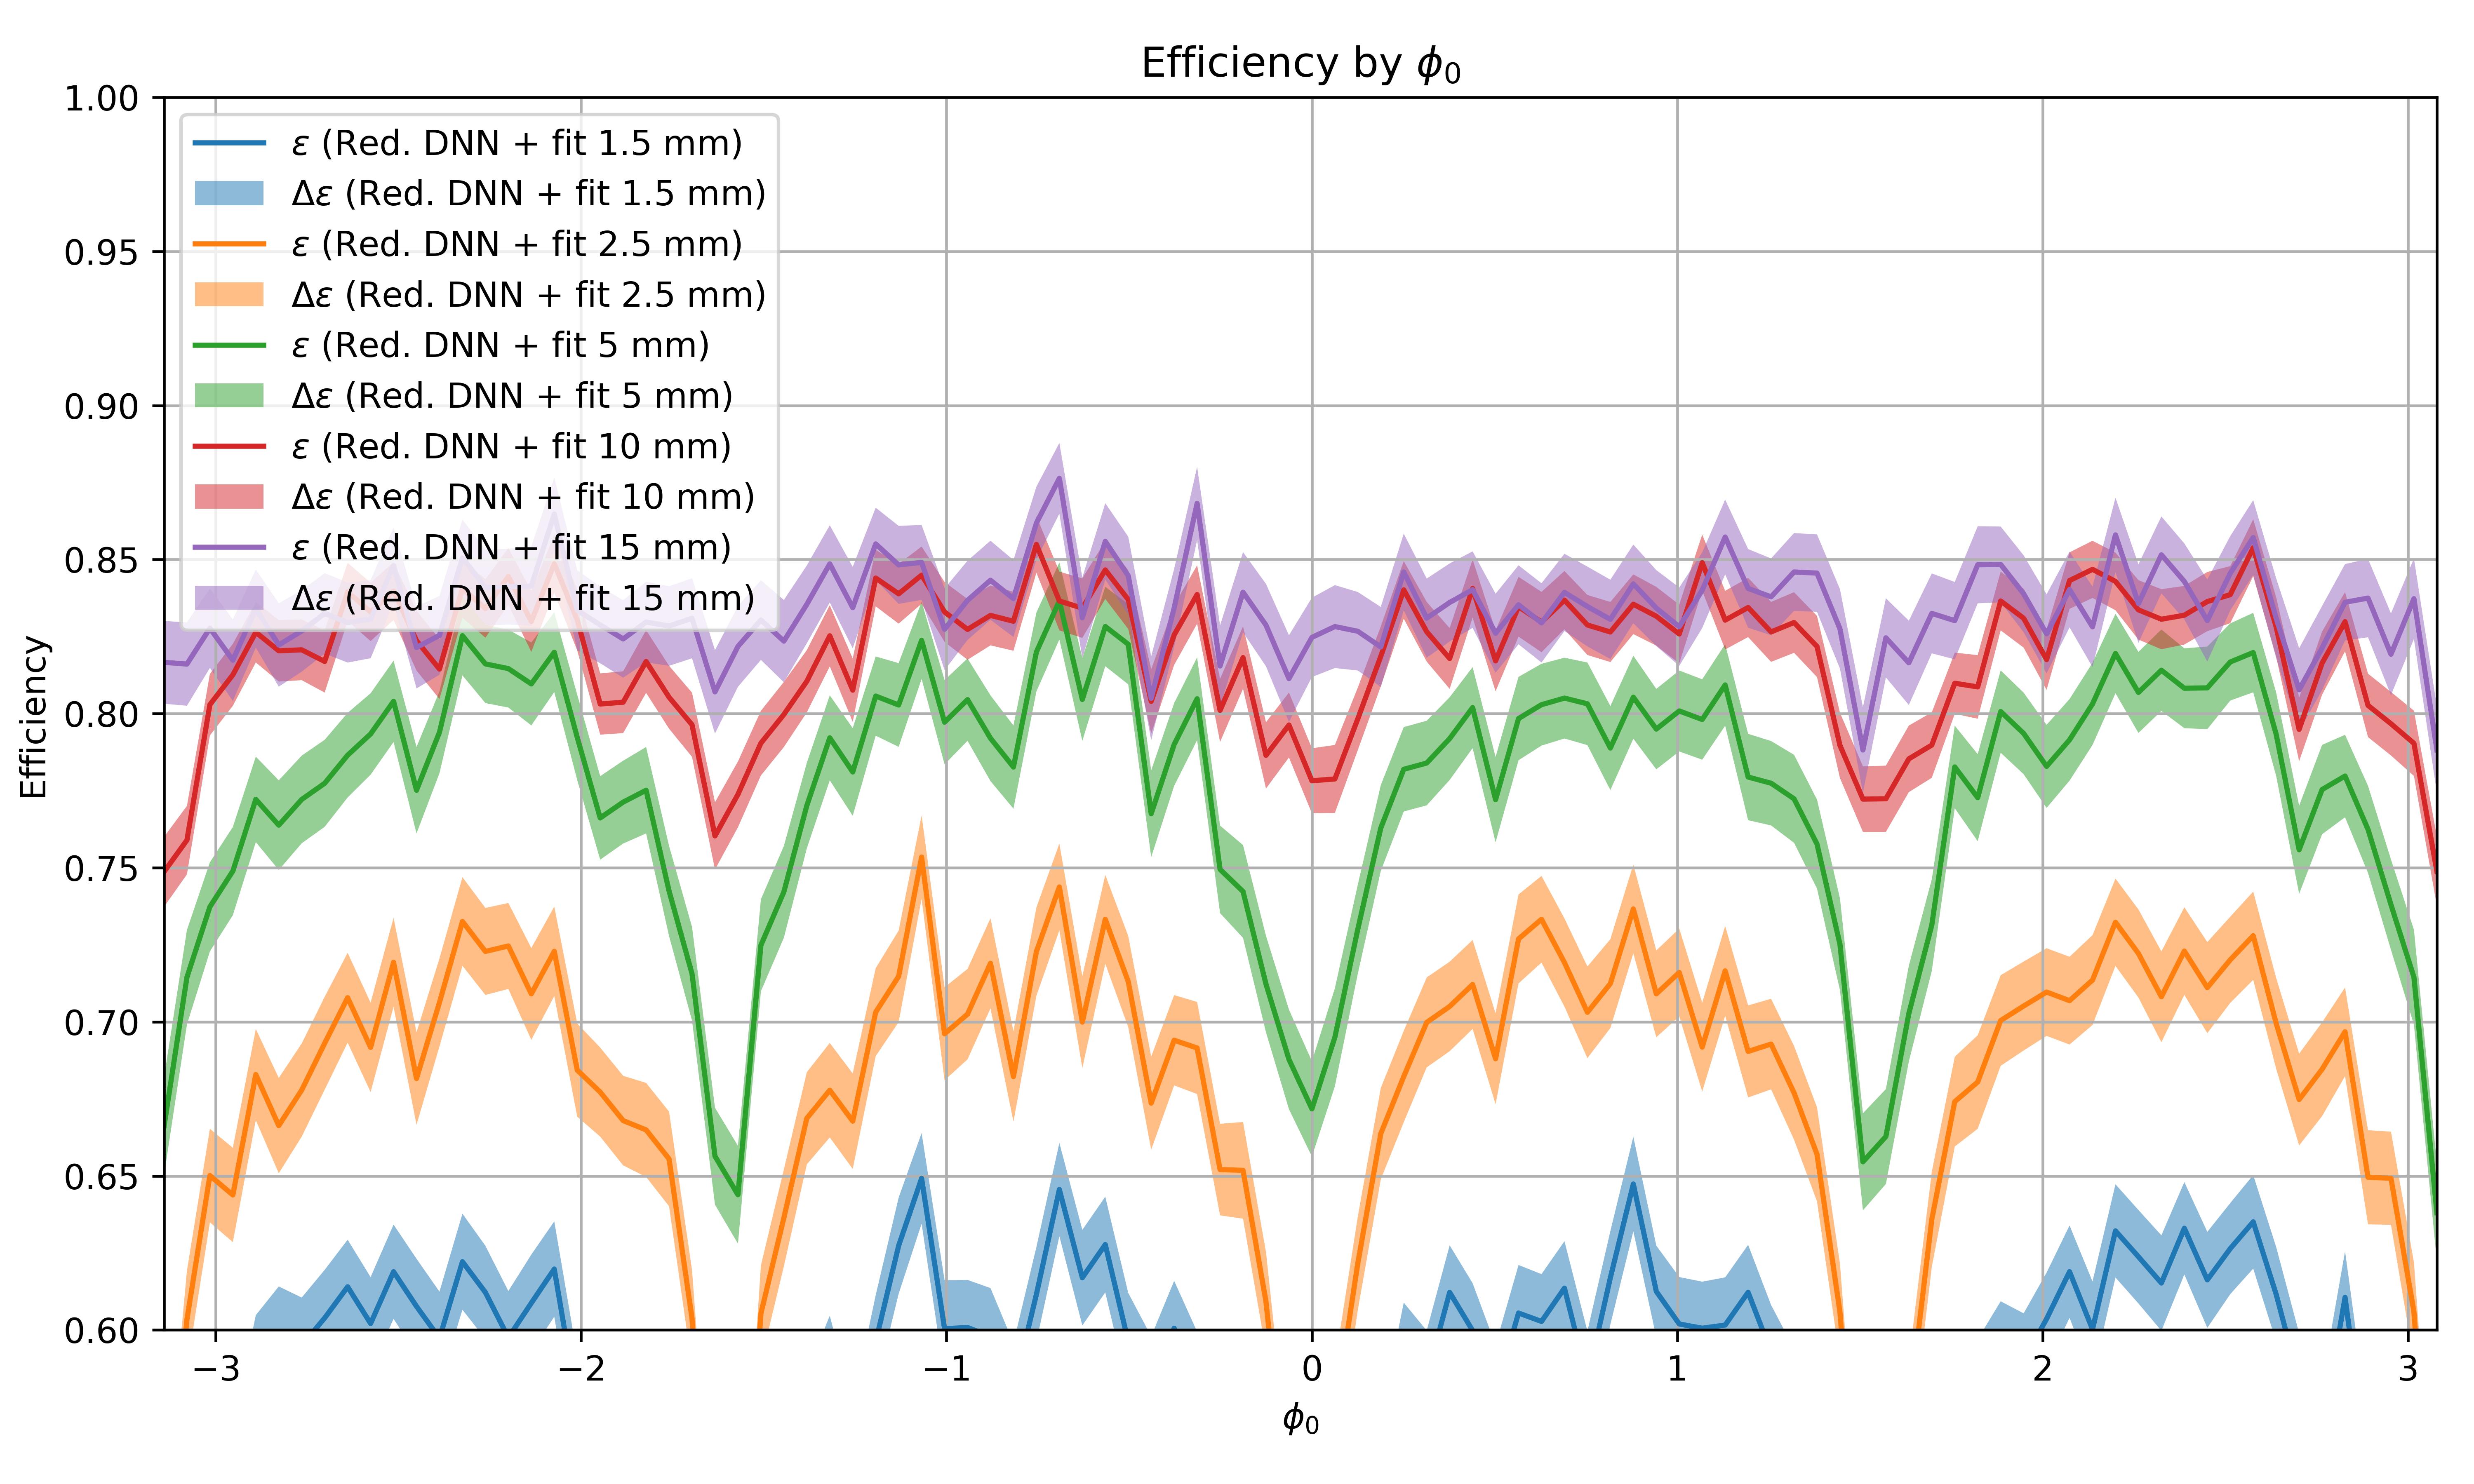 Efficiency by ϕ₀
1.00
0.95
0.90
0.85
0.80
0.75
0.70
0.65
0.60
Efficiency
ε (Red. DNN + fit 1.5 mm)
Δε (Red. DNN + fit 1.5 mm)
ε (Red. DNN + fit 2.5 mm)
Δε (Red. DNN + fit 2.5 mm)
ε (Red. DNN + fit 5 mm)
Δε (Red. DNN + fit 5 mm)
ε (Red. DNN + fit 10 mm)
Δε (Red. DNN + fit 10 mm)
ε (Red. DNN + fit 15 mm)
Δε (Red. DNN + fit 15 mm)
−3 −2 −1 0 1 2 3
ϕ₀